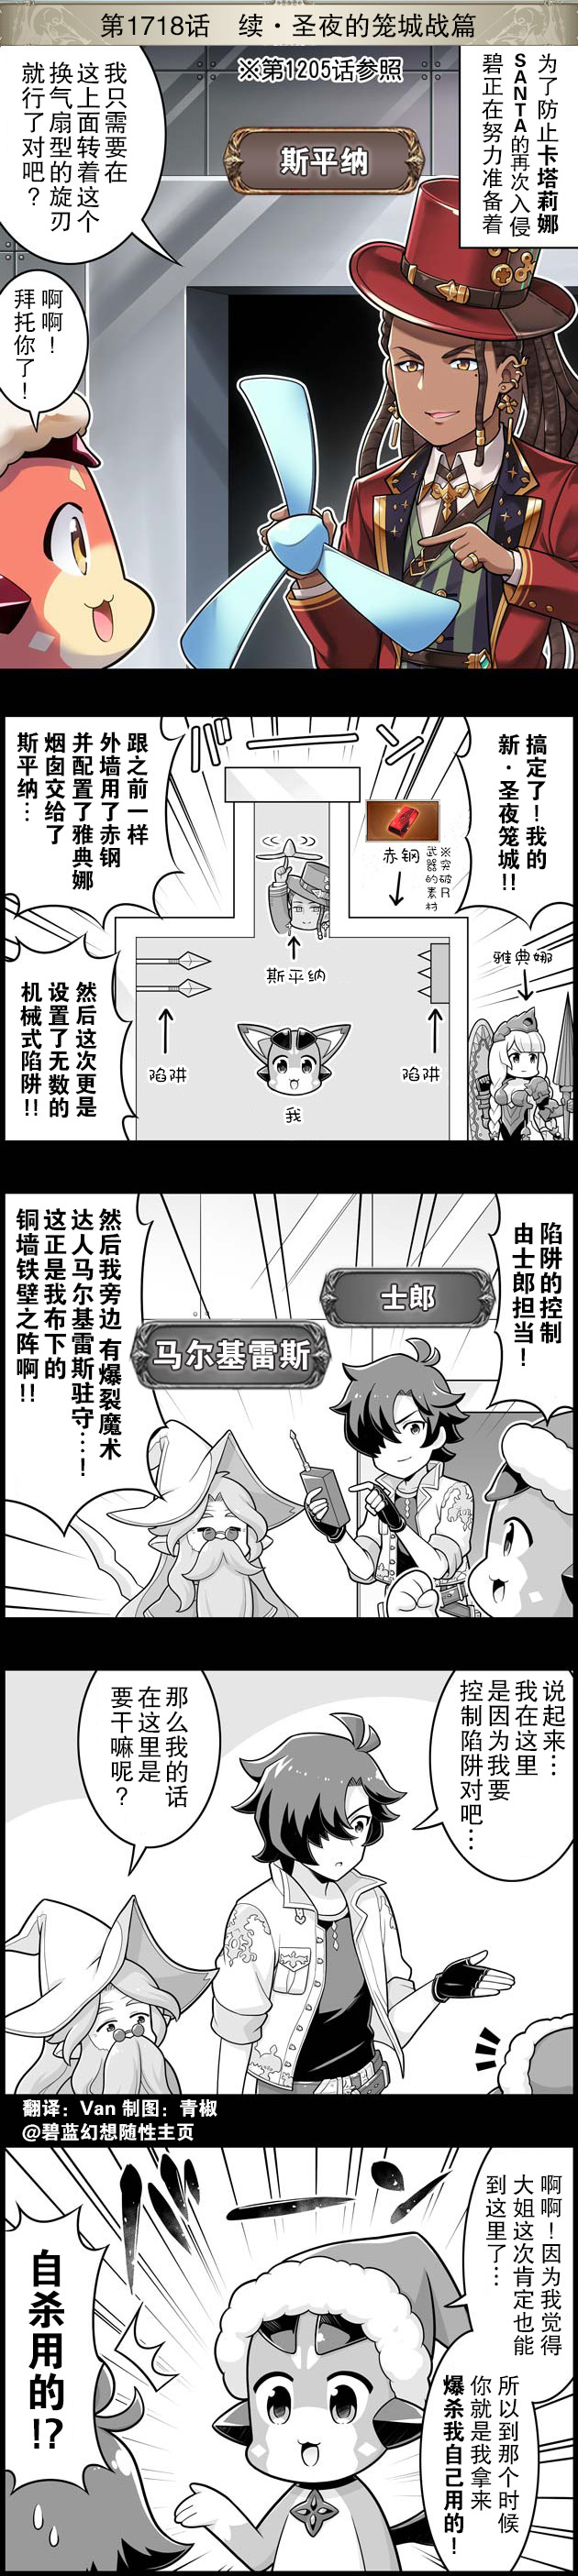 第1718话　续·圣夜的笼城战篇
为了防止卡塔莉娜
SANTA的再次入侵
碧正在努力准备着
※第1205话参照
斯平纳
我只需要在
这上面转着这个
换气扇型的旋刃
就行了对吧？
啊啊！
拜托你了！
搞定了！我的
新·圣夜笼城!!
跟之前一样
外墙用了赤钢
并配置了雅典娜
烟囱交给了
斯平纳…
赤钢
※突破R
武器的素材
雅典娜
斯平纳
陷阱
陷阱
我
然后这次更是
设置了无数的
机械式陷阱!!
陷阱的控制
由士郎担当！
士郎
马尔基雷斯
然后我旁边 有爆裂魔术
达人马尔基雷斯驻守…！
这正是我布下的
铜墙铁壁之阵啊!!
说起来…
我在这里
是因为我要
控制陷阱对吧…
那么我的话
在这里是
要干嘛呢？
翻译：Van 制图：青椒
@碧蓝幻想随性主页
啊啊！因为我觉得
大姐这次肯定也能
到这里了…
所以到那个时候
你就是我拿来
爆杀我自己用的！
自杀用的!?